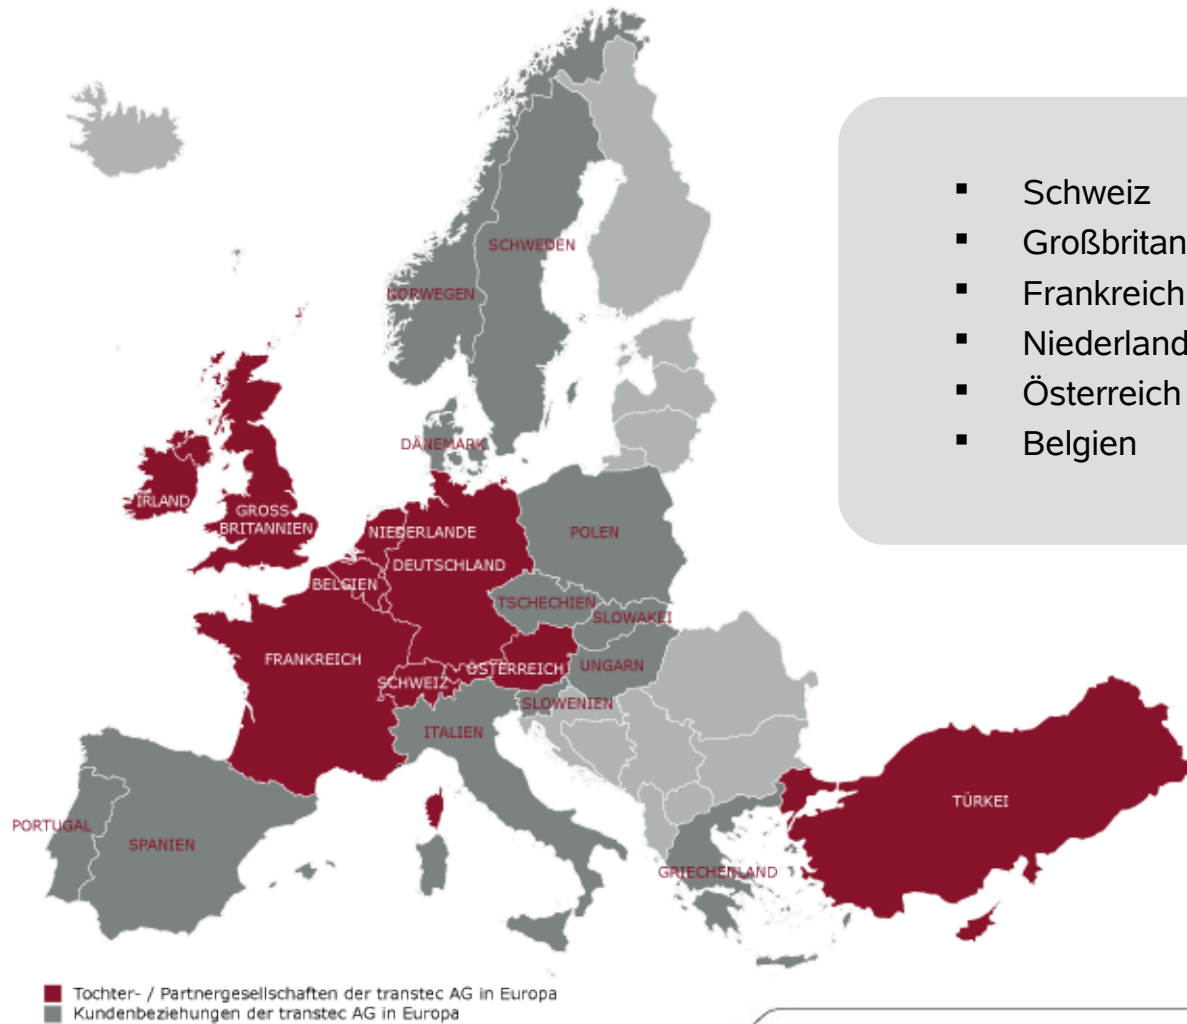 SCHWEDEN
NORWEGEN
DÄNEMARK
IRLAND
GROSS
BRITANNIEN
NIEDERLANDE
DEUTSCHLAND
BELGIEN
POLEN
TSCHECHIEN
SLOWAKEI
FRANKREICH
SCHWEIZ
ÖSTERREICH
UNGARN
SLOWENIEN
ITALIEN
PORTUGAL
SPANIEN
GRIECHENLAND
TÜRKEI
▪ Schweiz
▪ Großbritan
▪ Frankreich
▪ Niederland
▪ Österreich
▪ Belgien
Tochter- / Partnergesellschaften der transtec AG in Europa
Kundenbeziehungen der transtec AG in Europa